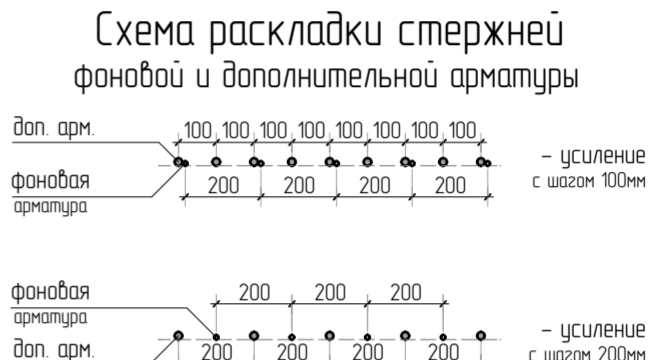 Схема раскладки стержней
фоновой и дополнительной арматуры
доп. арм.
100 100 100 100 100 100 100 100
фоновая
арматура
200 200 200 200
– усиление
с шагом 100мм
фоновая
арматура
200 200 200
доп. арм.
200 200 200 200
– усиление
с шагом 200мм